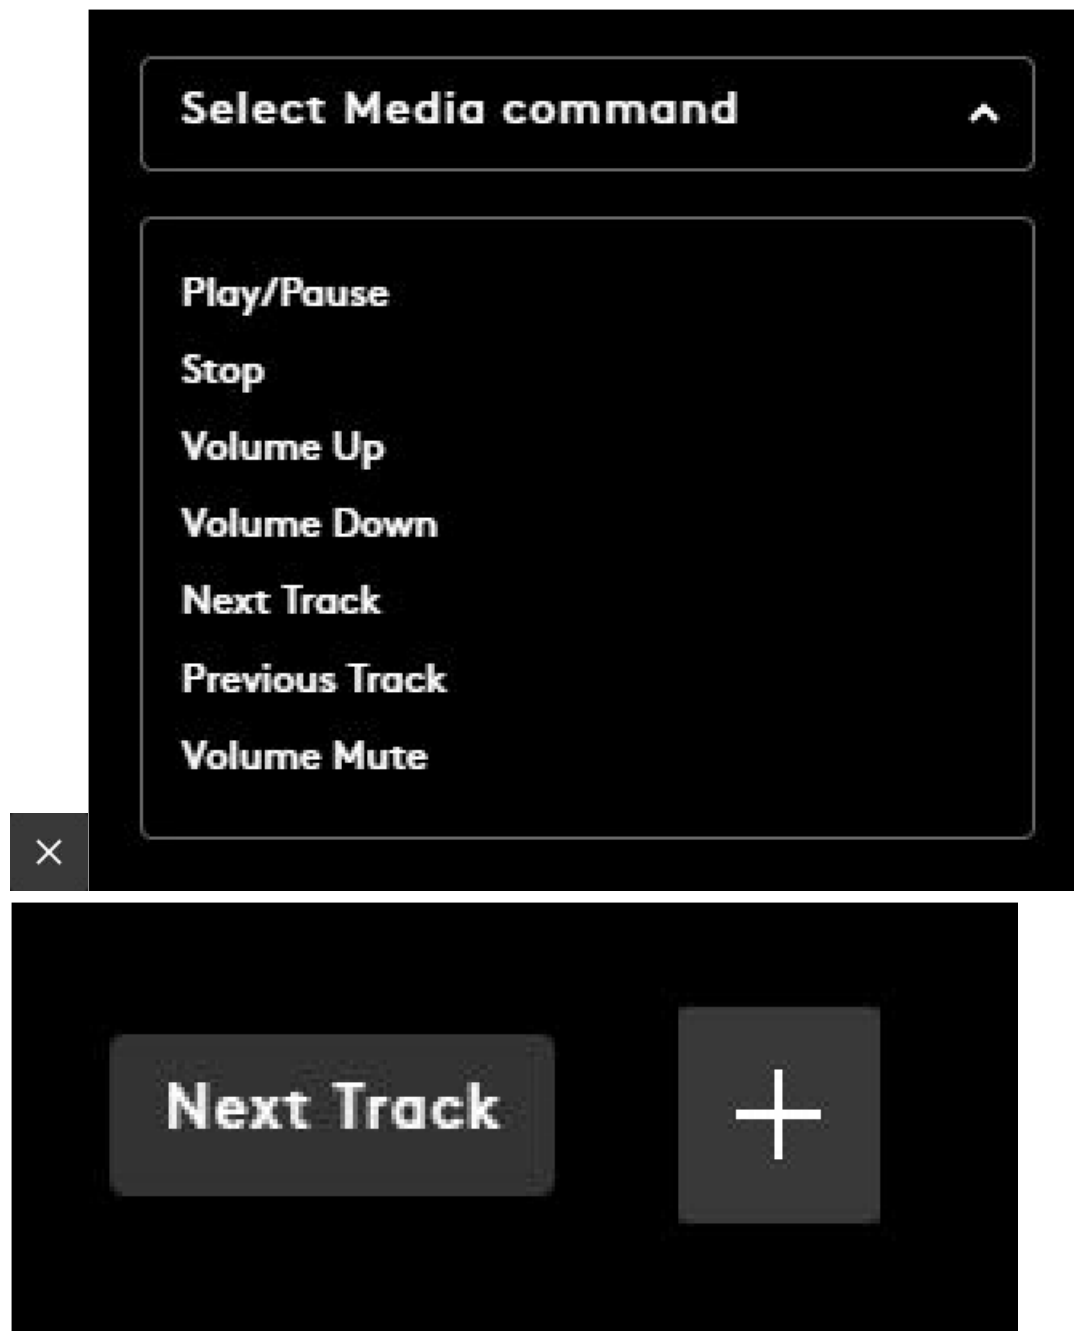 Select Media command
Play/Pause
Stop
Volume Up
Volume Down
Next Track
Previous Track
Volume Mute
Next Track